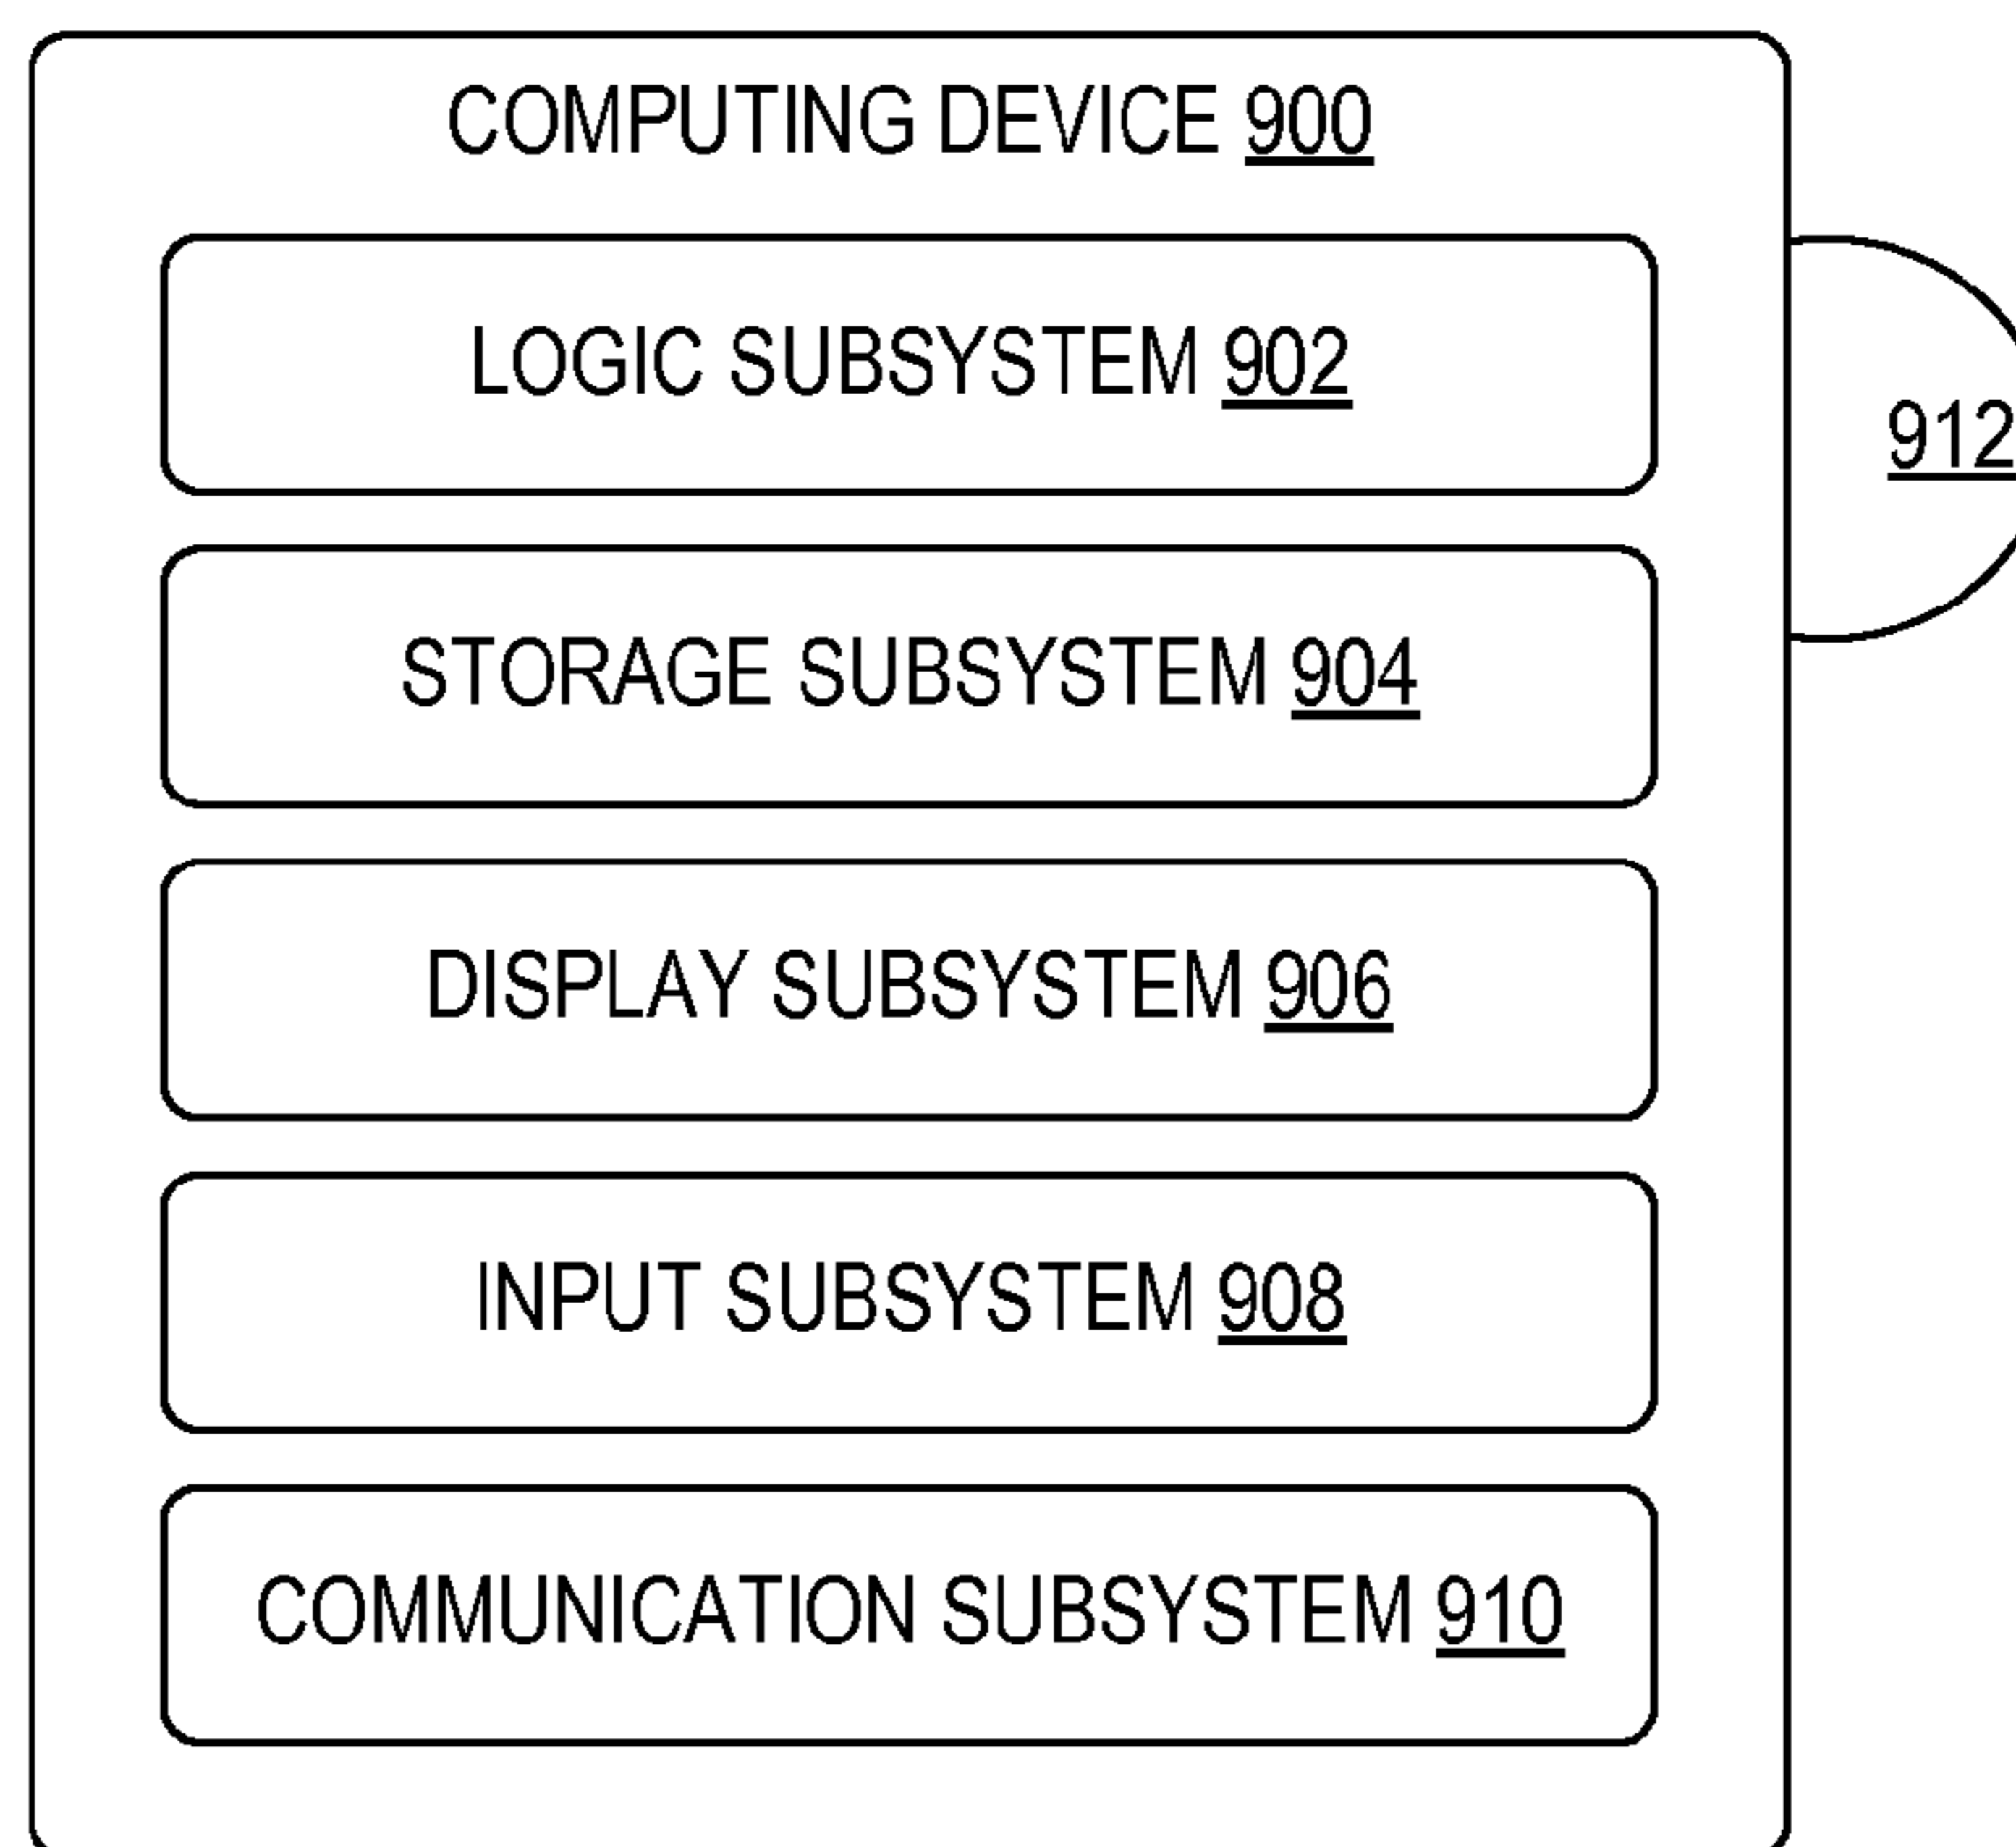 COMPUTING DEVICE 900
LOGIC SUBSYSTEM 902
912
STORAGE SUBSYSTEM 904
DISPLAY SUBSYSTEM 906
INPUT SUBSYSTEM 908
COMMUNICATION SUBSYSTEM 910